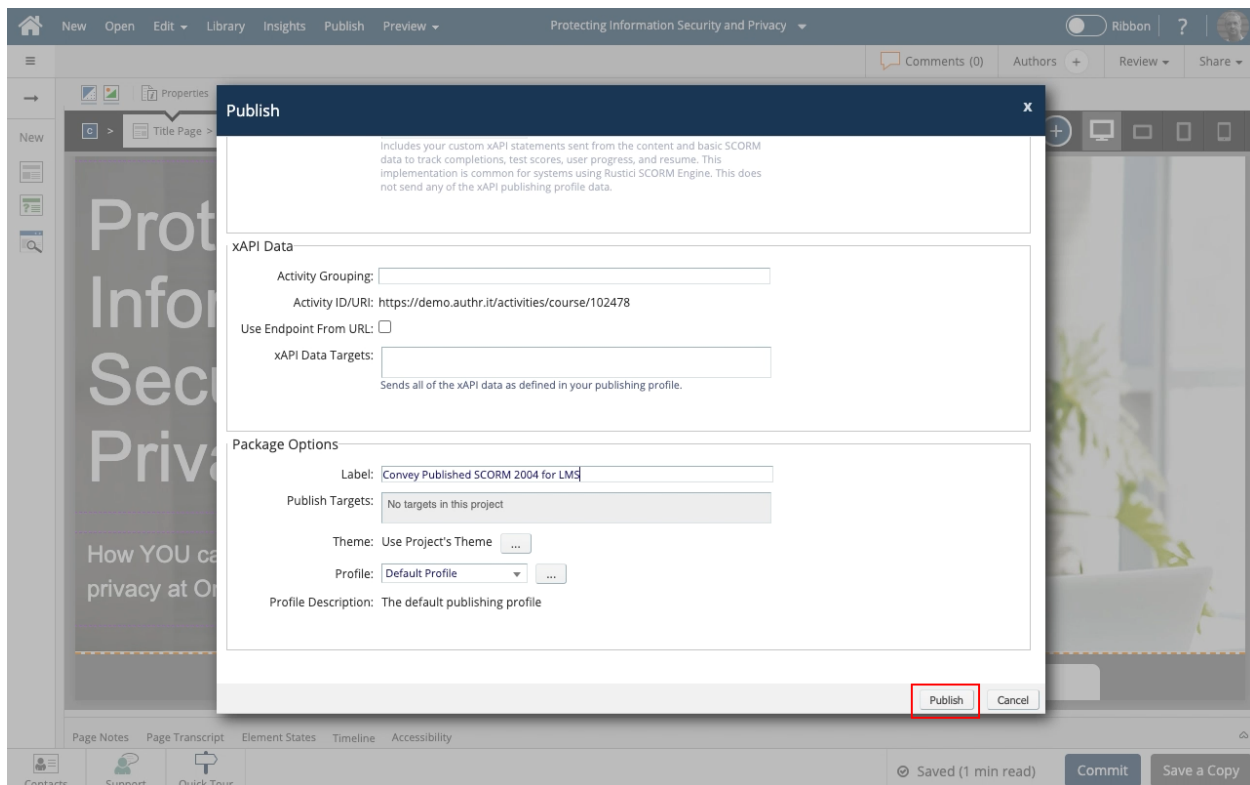 New Open Edit Library Insights Publish Preview Protecting Information Security and Privacy Ribbon ?
Comments (0) Authors + Review Share
Properties
New
C > Title Page >
Publish x
Includes your custom xAPI statements sent from the content and basic SCORM
data to track completions, test scores, user progress, and resume. This
implementation is common for systems using Rustici SCORM Engine. This does
not send any of the xAPI publishing profile data.
xAPI Data
Activity Grouping:
Activity ID/URI: https://demo.authr.it/activities/course/102478
Use Endpoint From URL:
xAPI Data Targets:
Sends all of the xAPI data as defined in your publishing profile.
Package Options
Label: Convey Published SCORM 2004 for LMS
Publish Targets: No targets in this project
Theme: Use Project's Theme ...
Profile: Default Profile ...
Profile Description: The default publishing profile
Publish Cancel
Prot
Infor
Secu
Priva
How YOU ca
privacy at Or
Page Notes Page Transcript Element States Timeline Accessibility
Contacts Support Quick Tour Saved (1 min read) Commit Save a Copy